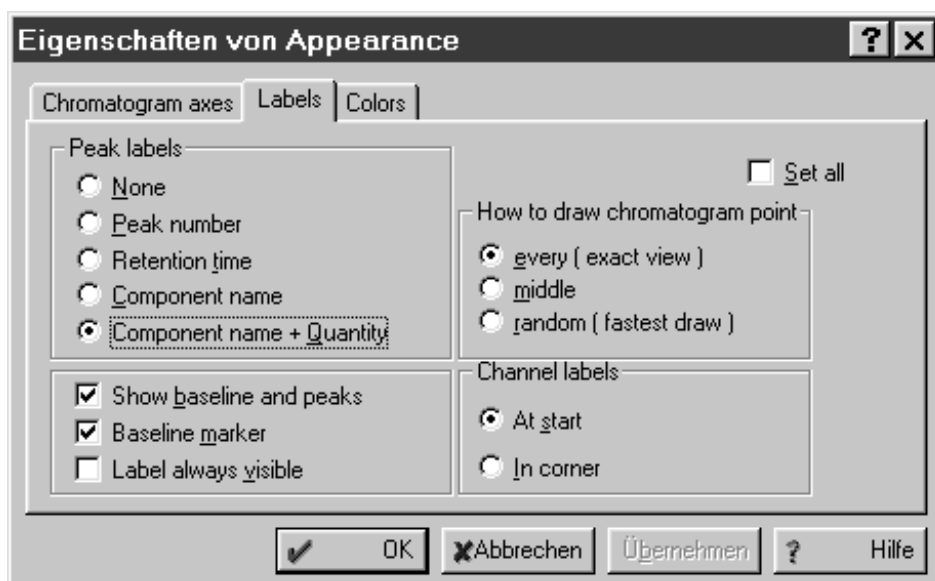 Eigenschaften von Appearance
Chromatogram axes Labels Colors
Peak labels
None
Peak number
Retention time
Component name
Component name + Quantity
Show baseline and peaks
Baseline marker
Label always visible
Set all
How to draw chromatogram point
every ( exact view )
middle
random ( fastest draw )
Channel labels
At start
In corner
OK Abbrechen Übernehmen ? Hilfe